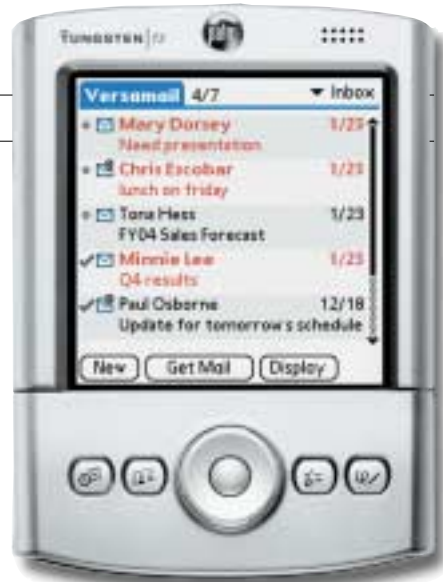 TUNGSTEN
palm
Versamail 4/7 Inbox
Mary Dorsey 1/23
Need presentation
Chris Escobar 1/23
lunch on friday
Tona Hess 1/23
FY04 Sales Forecast
Minnie Lee 1/23
Q4 results
Paul Osborne 12/18
Update for tomorrow's schedule
New Get Mail Display